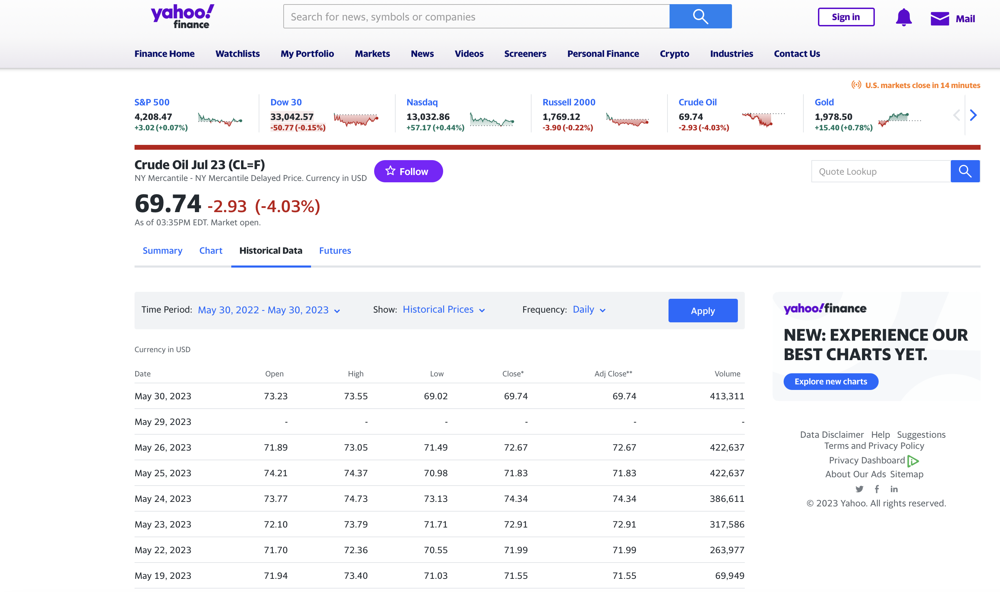 yahoo! finance
Search for news, symbols or companies
Sign in
Mail
Finance Home Watchlists My Portfolio Markets News Videos Screeners Personal Finance Crypto Industries Contact Us
U.S. markets close in 14 minutes
S&P 500
4,208.47
+3.02 (+0.07%)
Dow 30
33,042.57
-50.77 (-0.15%)
Nasdaq
13,032.86
+57.17 (+0.44%)
Russell 2000
1,769.12
-3.90 (-0.22%)
Crude Oil
69.74
-2.93 (-4.03%)
Gold
1,978.50
+15.40 (+0.78%)
Crude Oil Jul 23 (CL=F)
NY Mercantile - NY Mercantile Delayed Price. Currency in USD
Follow
Quote Lookup
69.74 -2.93 (-4.03%)
As of 03:35PM EDT. Market open.
Summary Chart Historical Data Futures
Time Period: May 30, 2022 - May 30, 2023 Show: Historical Prices Frequency: Daily Apply
Currency in USD
Date Open High Low Close* Adj Close** Volume
May 30, 2023 73.23 73.55 69.02 69.74 69.74 413,311
May 29, 2023 - - - - - -
May 26, 2023 71.89 73.05 71.49 72.67 72.67 422,637
May 25, 2023 74.21 74.37 70.98 71.83 71.83 422,637
May 24, 2023 73.77 74.73 73.13 74.34 74.34 386,611
May 23, 2023 72.10 73.79 71.71 72.91 72.91 317,586
May 22, 2023 71.70 72.36 70.55 71.99 71.99 263,977
May 19, 2023 71.94 73.40 71.03 71.55 71.55 69,949
yahoo!finance
NEW: EXPERIENCE OUR
BEST CHARTS YET.
Explore new charts
Data Disclaimer Help Suggestions
Terms and Privacy Policy
Privacy Dashboard
About Our Ads Sitemap
© 2023 Yahoo. All rights reserved.